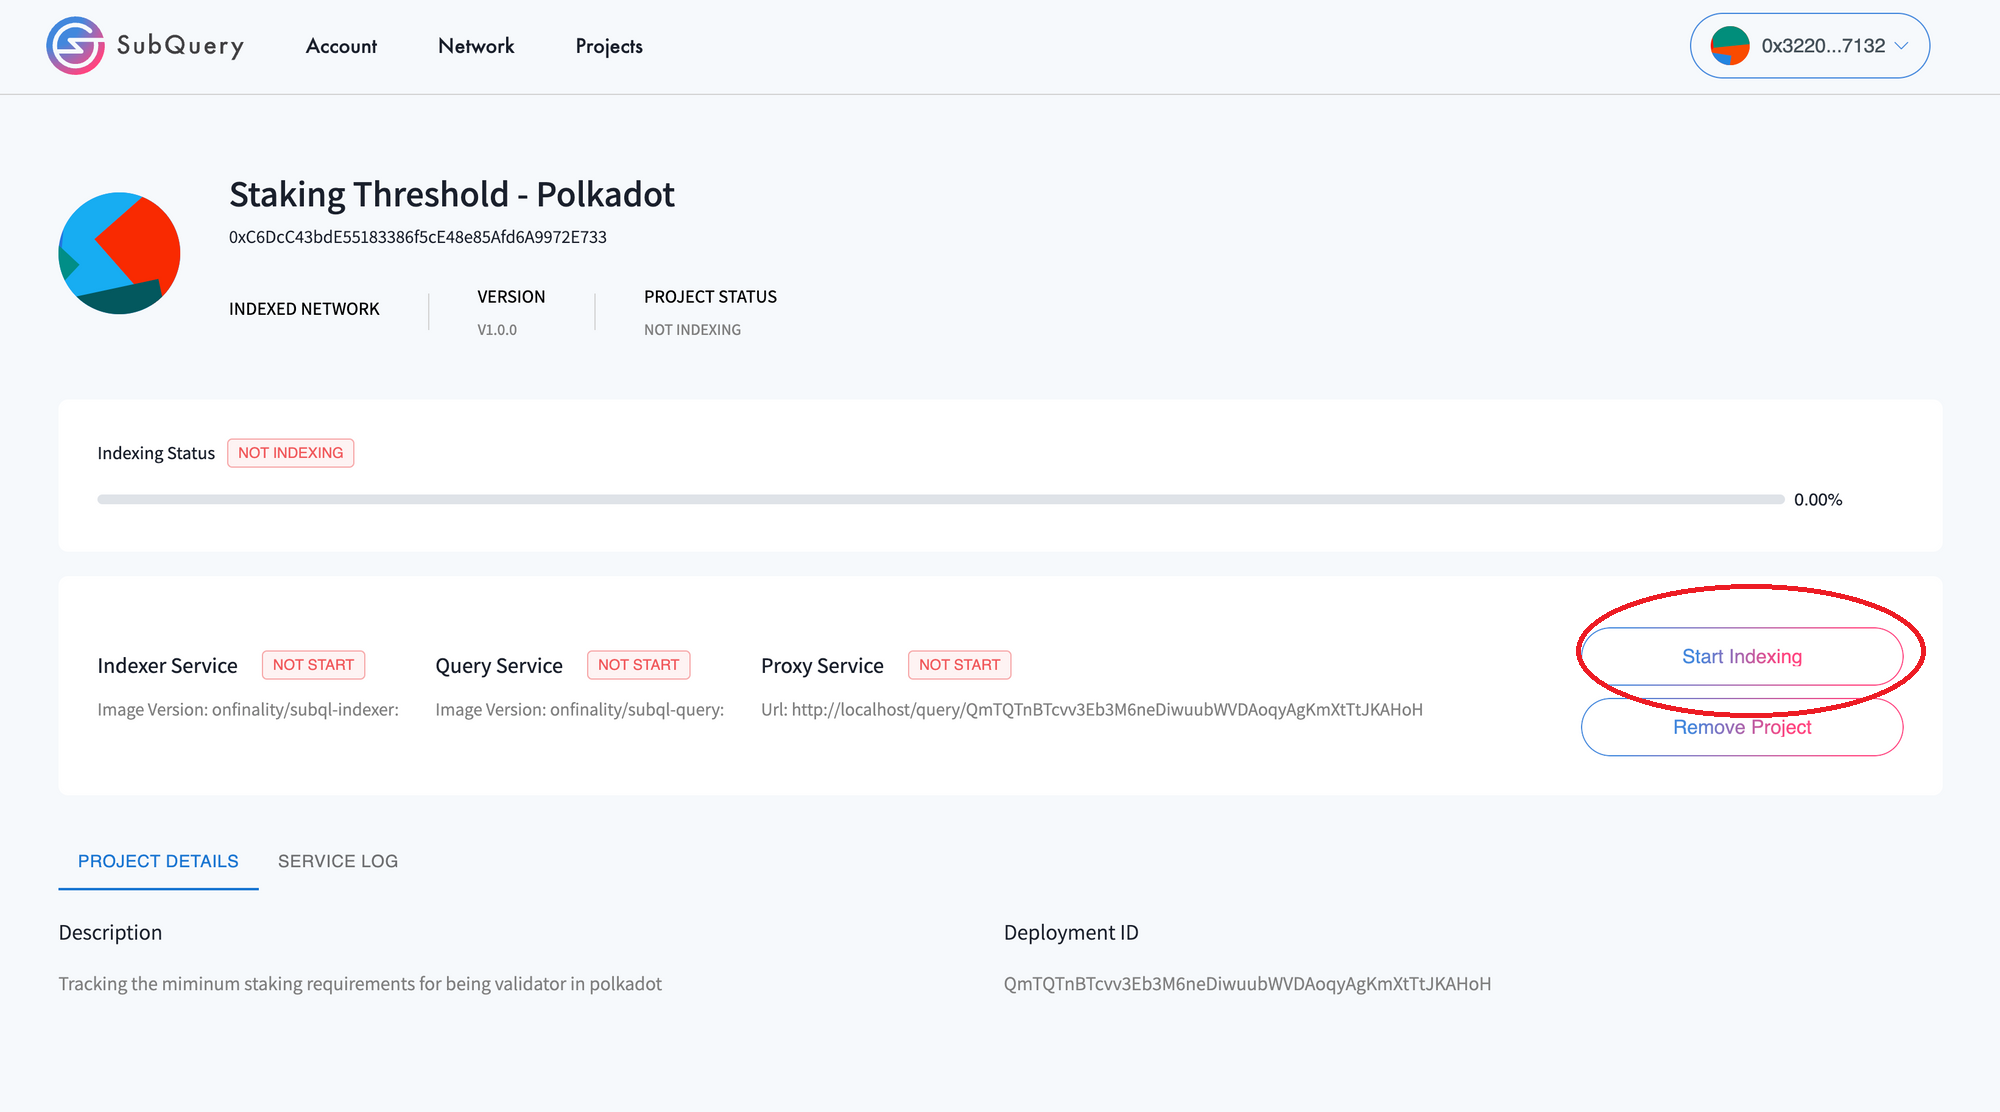 SubQuery Account Network Projects 0x3220...7132
Staking Threshold - Polkadot
0xC6DcC43bdE55183386f5cE48e85Afd6A9972E733
INDEXED NETWORK
VERSION
V1.0.0
PROJECT STATUS
NOT INDEXING
Indexing Status NOT INDEXING
0.00%
Indexer Service NOT START
Image Version: onfinality/subql-indexer:
Query Service NOT START
Image Version: onfinality/subql-query:
Proxy Service NOT START
Url: http://localhost/query/QmTQTnBTcvv3Eb3M6neDiwuubWVDAoqyAgKmXtTtJKAHoH
Start Indexing
Remove Project
PROJECT DETAILS SERVICE LOG
Description
Tracking the miminum staking requirements for being validator in polkadot
Deployment ID
QmTQTnBTcvv3Eb3M6neDiwuubWVDAoqyAgKmXtTtJKAHoH